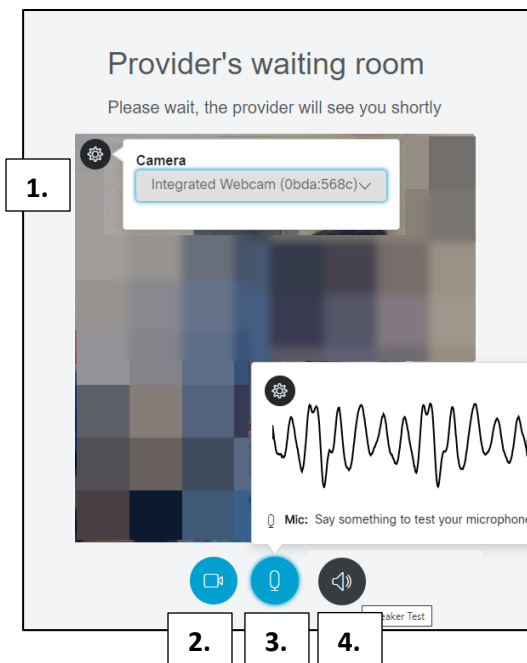 Provider's waiting room
Please wait, the provider will see you shortly
Camera
1.
Integrated Webcam (0bda:568c)
Mic: Say something to test your microphone
eaker Test
2.
3.
4.